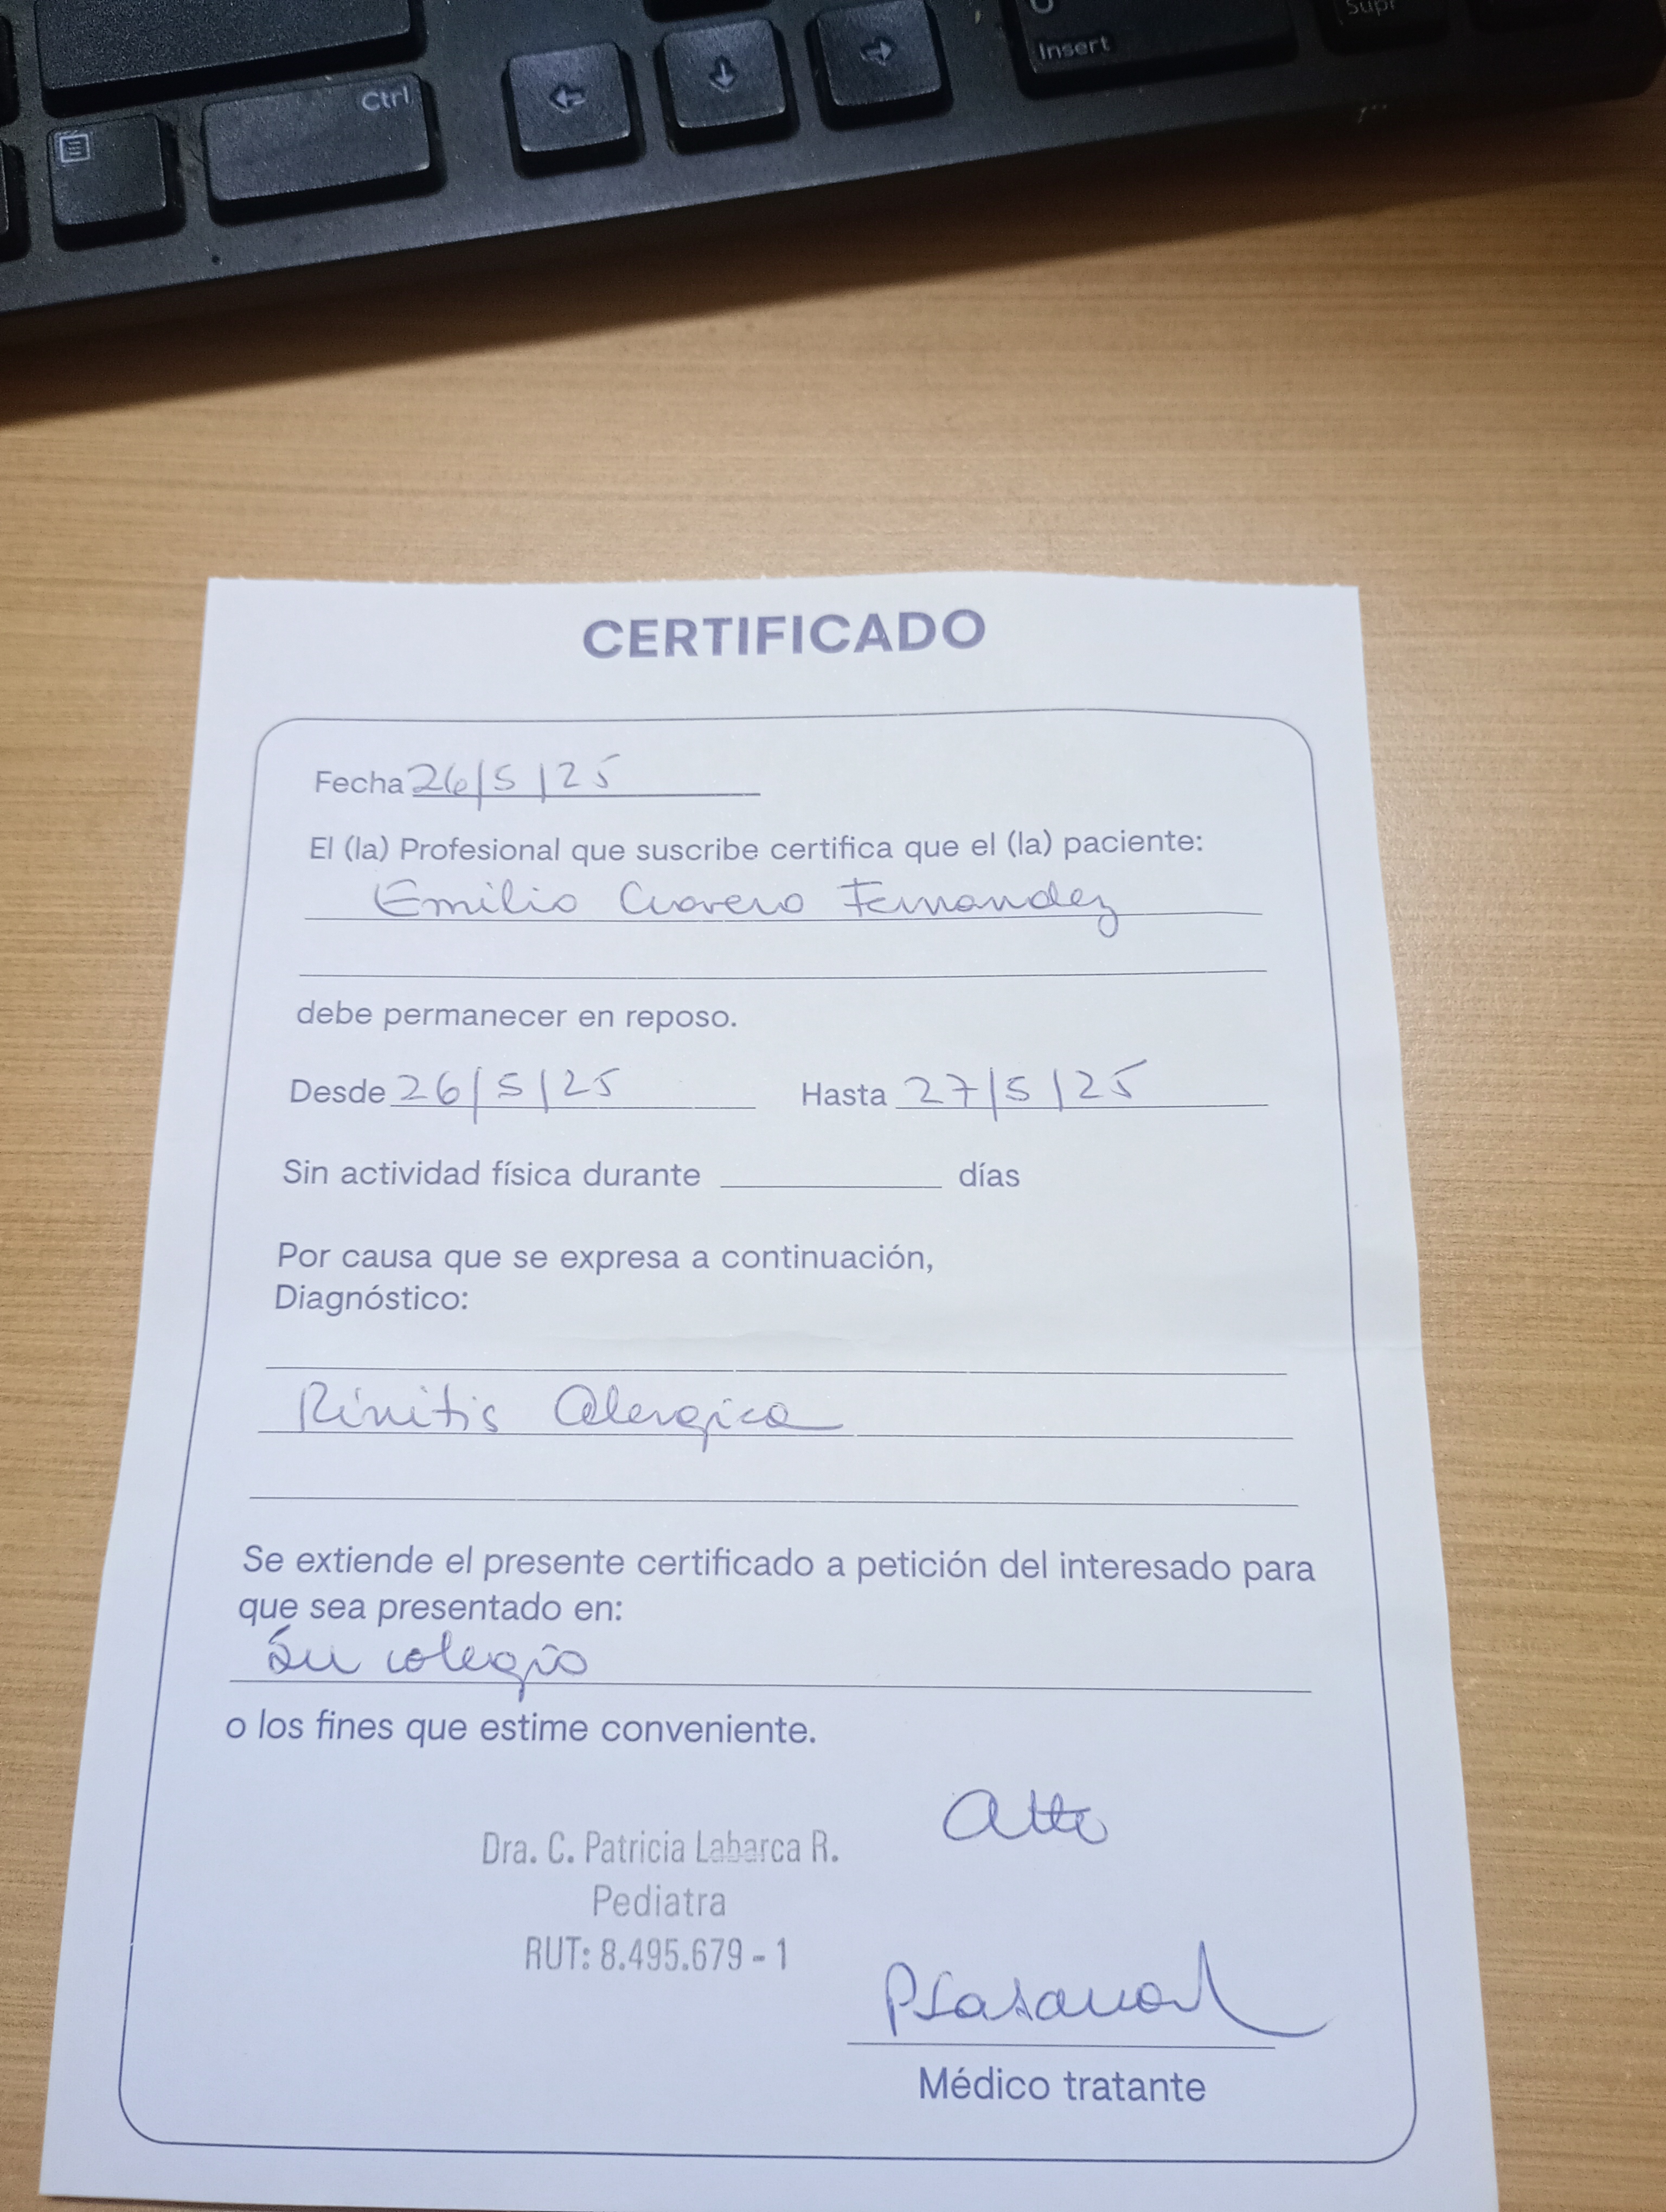 Ctrl
Insert
Supr
CERTIFICADO
Fecha 26/5/25
El (la) Profesional que suscribe certifica que el (la) paciente:
Emilio Fernandez
debe permanecer en reposo.
Desde 26/5/25 Hasta 27/5/25
Sin actividad física durante días
Por causa que se expresa a continuación,
Diagnóstico:
Rinitis Alergica
Se extiende el presente certificado a petición del interesado para
que sea presentado en:
Su colegio
o los fines que estime conveniente.
Atte
Dra. C. Patricia Labarca R.
Pediatra
RUT: 8.495.679 - 1
Médico tratante